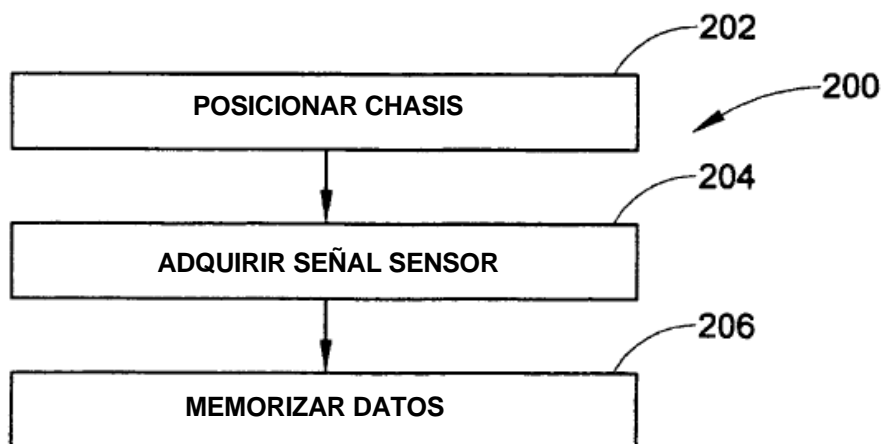 202
POSICIONAR CHASIS
200
204
ADQUIRIR SEÑAL SENSOR
206
MEMORIZAR DATOS